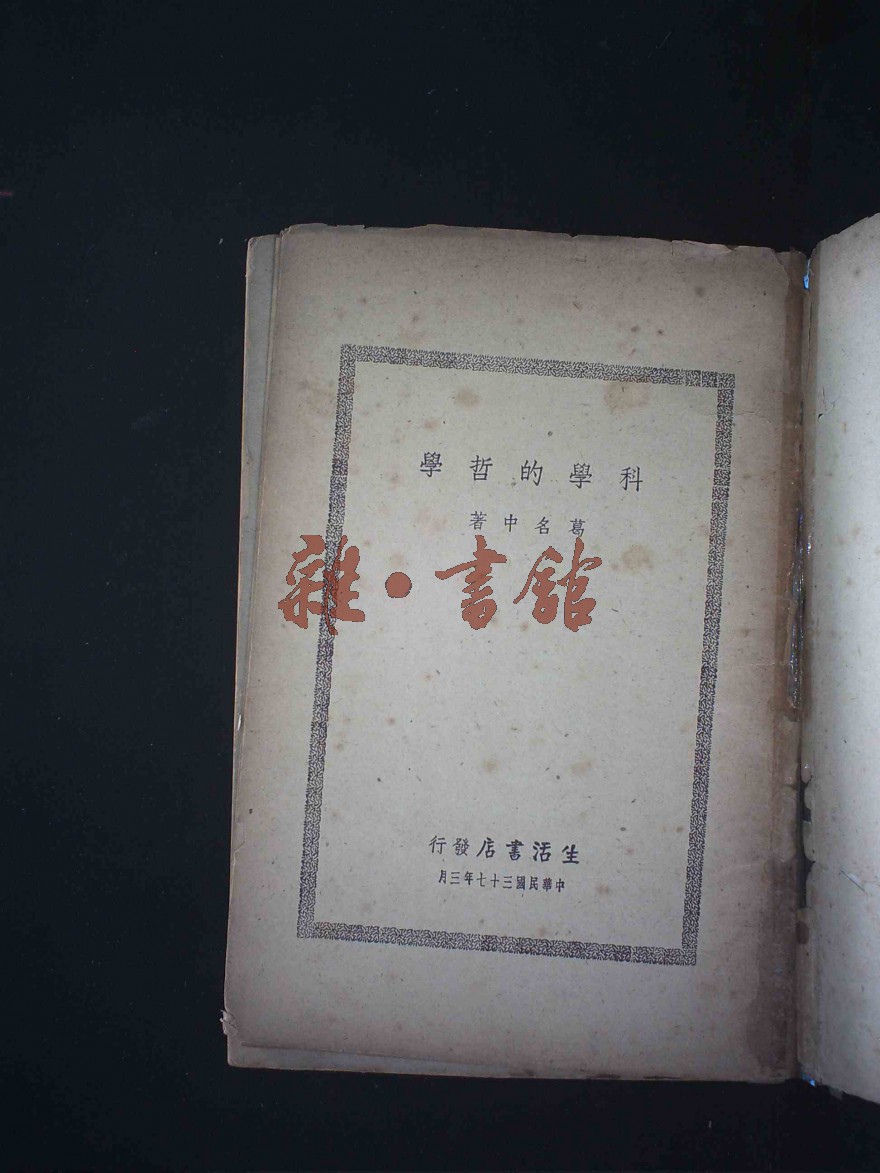 科學的哲學
葛名中著
雜·書館
生活書店發行
中華民國三十七年三月